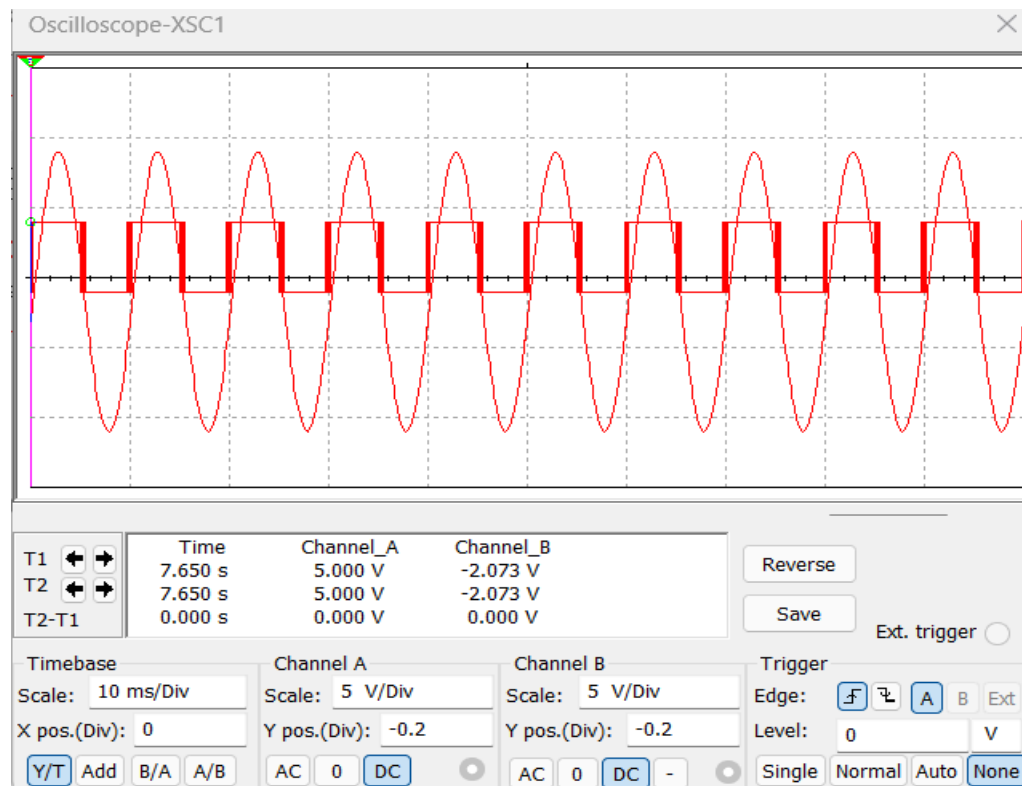 Oscilloscope-XSC1
Time Channel_A Channel_B
T1 7.650 s 5.000 V -2.073 V
T2 7.650 s 5.000 V -2.073 V
T2-T1 0.000 s 0.000 V 0.000 V
Reverse
Save
Ext. trigger
Timebase
Scale: 10 ms/Div
X pos.(Div): 0
Y/T Add B/A A/B
Channel A
Scale: 5 V/Div
Y pos.(Div): -0.2
AC 0 DC
Channel B
Scale: 5 V/Div
Y pos.(Div): -0.2
AC 0 DC -
Trigger
Edge: A B Ext
Level: 0 V
Single Normal Auto None